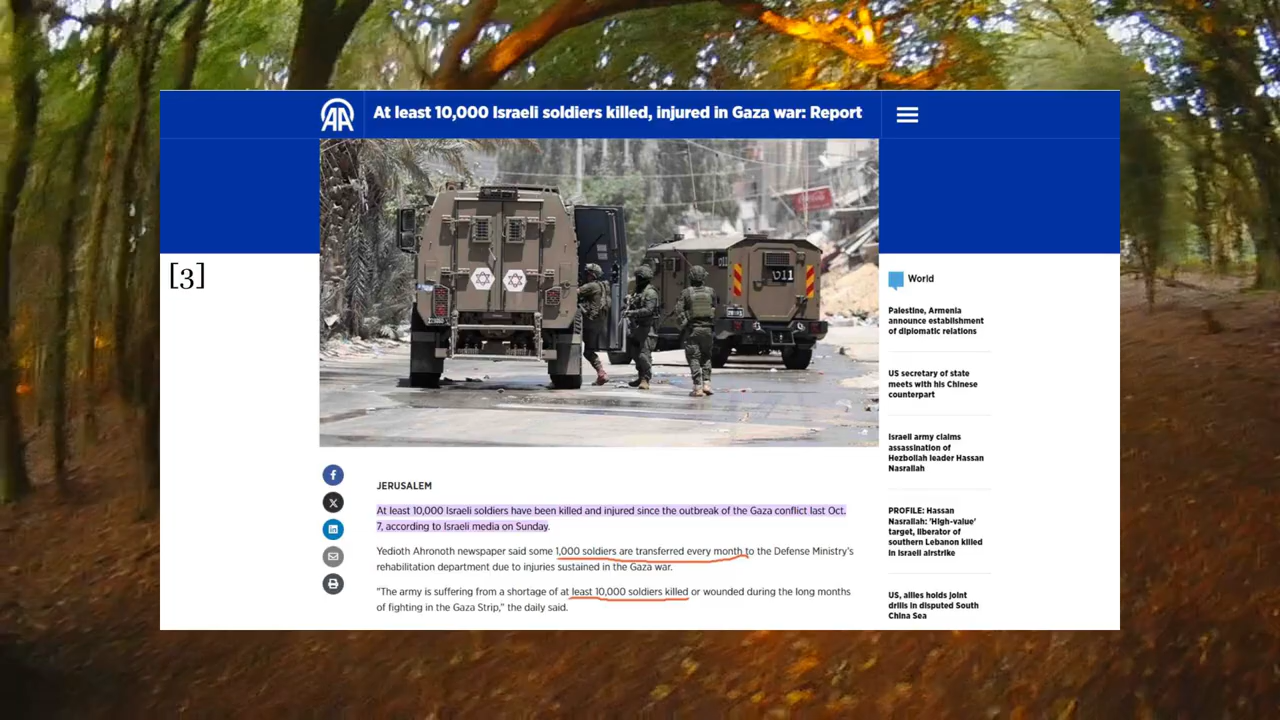 AA
At least 10,000 Israeli soldiers killed, injured in Gaza war: Report
[3]
011
World
Palestine, Armenia
announce establishment
of diplomatic relations
US secretary of state
meets with his Chinese
counterpart
Israeli army claims
assassination of
Hezbollah leader Hassan
Nasrallah
PROFILE: Hassan
Nasrallah: 'High-value'
target, liberator of
southern Lebanon killed
in Israeli airstrike
US, allies holds joint
drills in disputed South
China Sea
JERUSALEM
At least 10,000 Israeli soldiers have been killed and injured since the outbreak of the Gaza conflict last Oct.
7, according to Israeli media on Sunday.
Yedioth Ahronoth newspaper said some 1,000 soldiers are transferred every month to the Defense Ministry's
rehabilitation department due to injuries sustained in the Gaza war.
"The army is suffering from a shortage of at least 10,000 soldiers killed or wounded during the long months
of fighting in the Gaza Strip," the daily said.